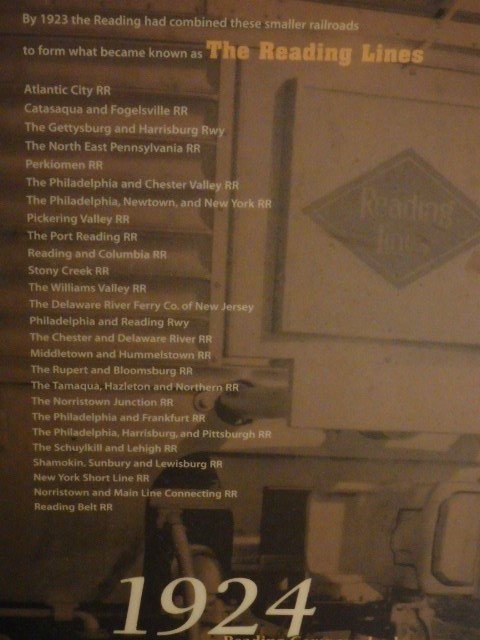 By 1923 the Reading had combined these smaller railroads
to form what became known as The Reading Lines
Atlantic City RR
Catasaqua and Fogelsville RR
The Gettysburg and Harrisburg Rwy
The North East Pennsylvania RR
Perkiomen RR
The Philadelphia and Chester Valley RR
The Philadelphia, Newtown, and New York RR
Pickering Valley RR
The Port Reading RR
Reading and Columbia RR
Stony Creek RR
The Williams Valley RR
The Delaware River Ferry Co. of New Jersey
Philadelphia and Reading Rwy
The Chester and Delaware River RR
Middletown and Hummelstown RR
The Rupert and Bloomsburg RR
The Tamaqua, Hazleton and Northern RR
The Norristown Junction RR
The Philadelphia and Frankfurt RR
The Philadelphia, Harrisburg, and Pittsburgh RR
The Schuylkill and Lehigh RR
Shamokin, Sunbury and Lewisburg RR
New York Short Line RR
Norristown and Main Line Connecting RR
Reading Belt RR
Reading
Lines
1924
Reading